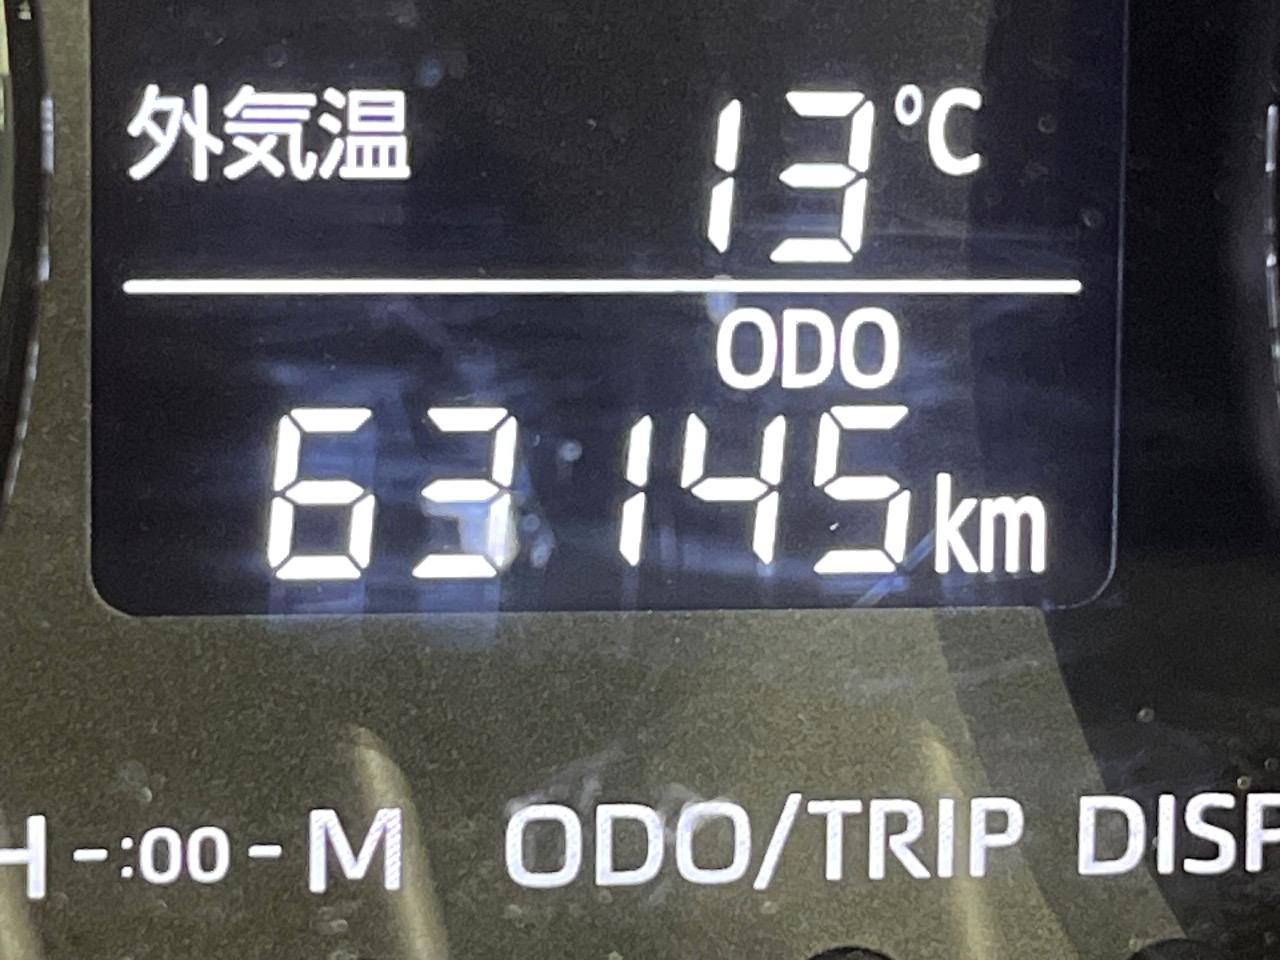 外気温 13℃
ODO
63145km
H -:00- M ODO/TRIP DISP